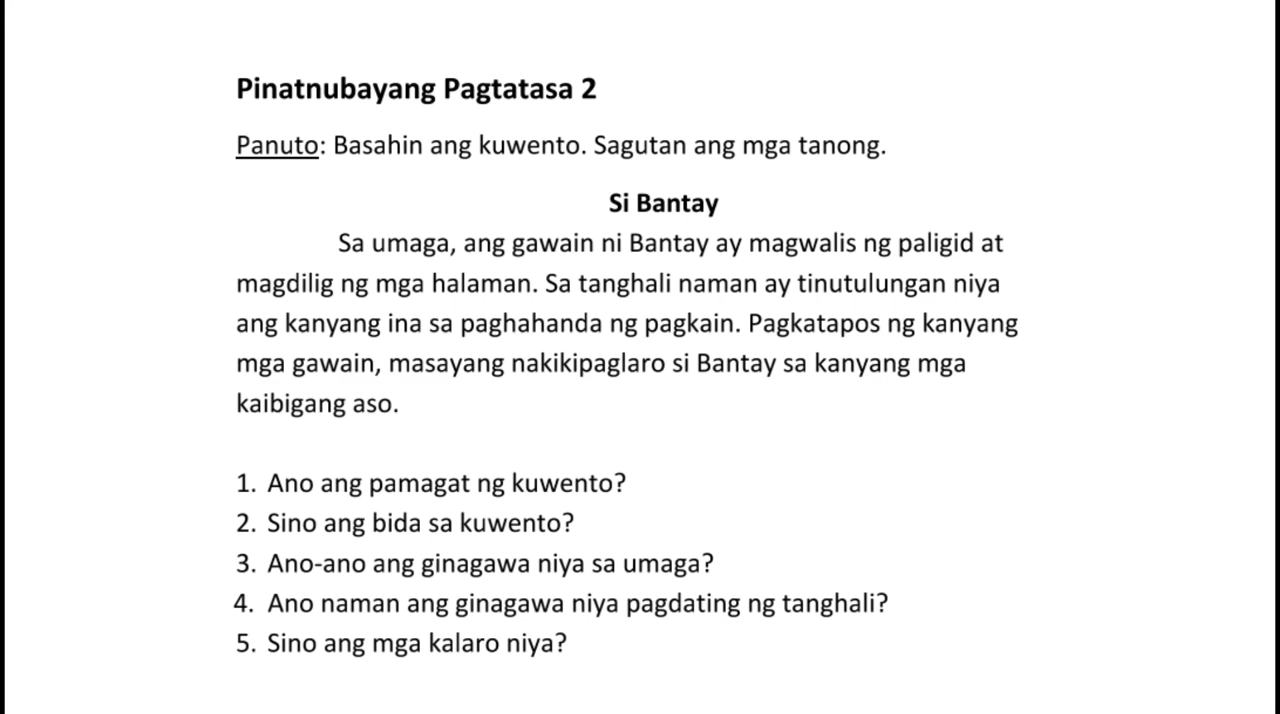 Pinatnubayang Pagtatasa 2
Panuto: Basahin ang kuwento. Sagutan ang mga tanong.
Si Bantay
Sa umaga, ang gawain ni Bantay ay magwalis ng paligid at
magdilig ng mga halaman. Sa tanghali naman ay tinutulungan niya
ang kanyang ina sa paghahanda ng pagkain. Pagkatapos ng kanyang
mga gawain, masayang nakikipaglaro si Bantay sa kanyang mga
kaibigang aso.
1. Ano ang pamagat ng kuwento?
2. Sino ang bida sa kuwento?
3. Ano-ano ang ginagawa niya sa umaga?
4. Ano naman ang ginagawa niya pagdating ng tanghali?
5. Sino ang mga kalaro niya?